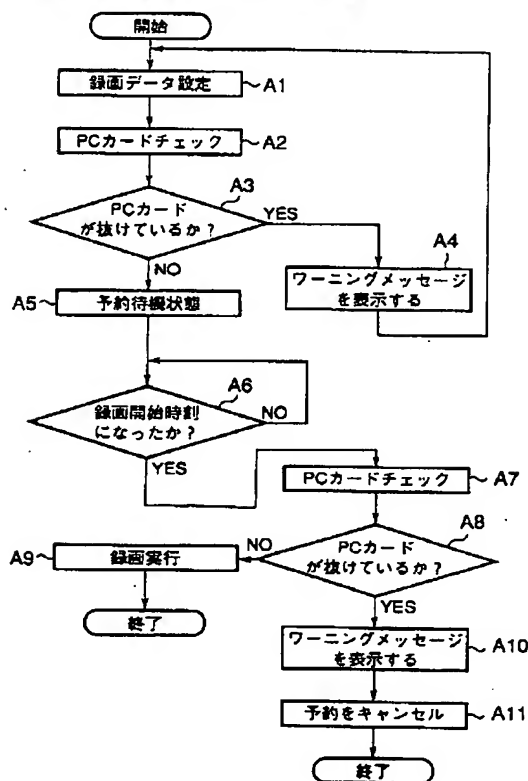 開始
録画データ設定
A1
PCカードチェック
A2
A3
PCカード
が抜けているか?
YES
NO
A4
ワーニングメッセージ
を表示する
A5
予約待機状態
A6
録画開始時刻
になったか?
NO
YES
PCカードチェック
A7
A8
PCカード
が抜けているか?
NO
YES
A9
録画実行
終了
ワーニングメッセージ
を表示する
A10
予約をキャンセル
A11
終了